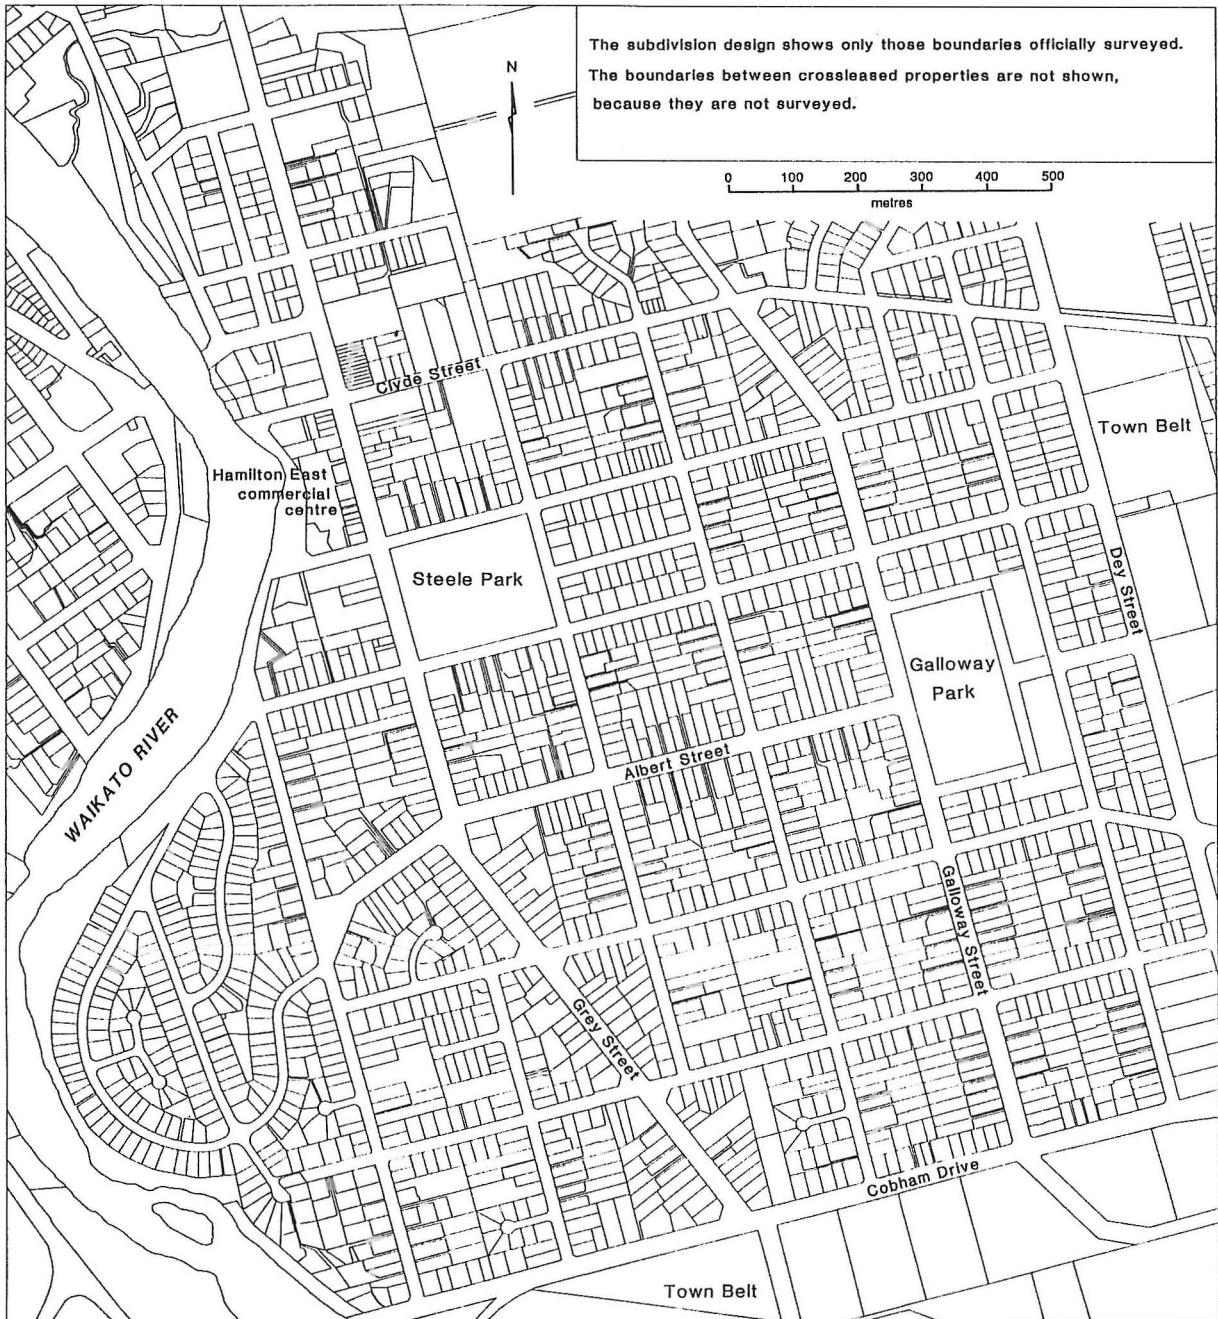 The subdivision design shows only those boundaries officially surveyed.
The boundaries between crossleased properties are not shown,
because they are not surveyed.
N
0 100 200 300 400 500
metres
Clyde Street
Town Belt
Hamilton East
commercial
centre
Steele Park
Dey Street
Galloway
Park
WAIKATO RIVER
Albert Street
Galloway Street
Grey Street
Cobham Drive
Town Belt